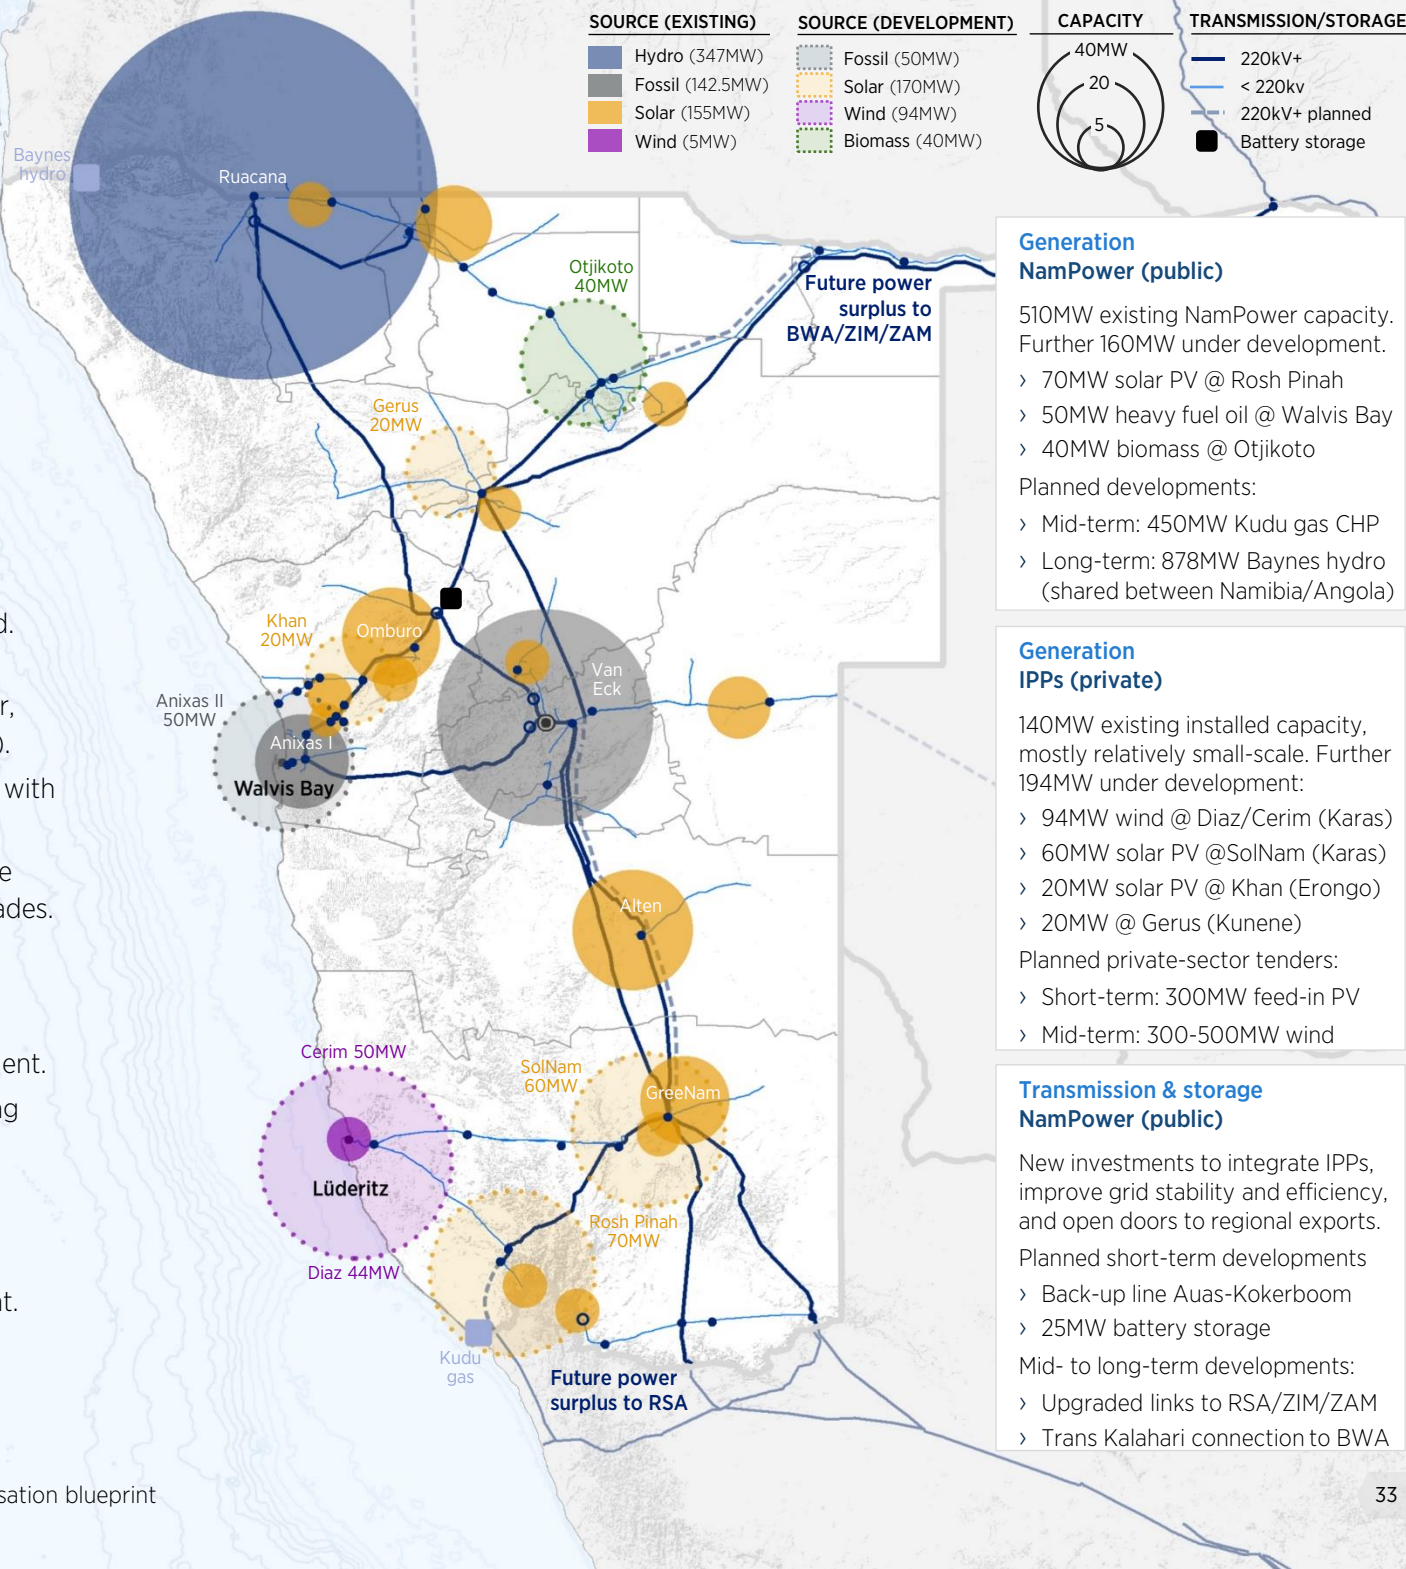 SOURCE (EXISTING)
Hydro (347MW)
Fossil (142.5MW)
Solar (155MW)
Wind (5MW)
SOURCE (DEVELOPMENT)
Fossil (50MW)
Solar (170MW)
Wind (94MW)
Biomass (40MW)
CAPACITY
40MW
20
5
TRANSMISSION/STORAGE
220kV+
< 220kv
220kV+ planned
Battery storage
Baynes
hydro
Ruacana
Otjikoto
40MW
Future power
surplus to
BWA/ZIM/ZAM
Gerus
20MW
Khan
20MW
Omburo
Van
Eck
Anixas II
50MW
Anixas I
Walvis Bay
Alten
Cerim 50MW
SolNam
60MW
GreeNam
Lüderitz
Diaz 44MW
Rosh Pinah
70MW
Kudu
gas
Future power
surplus to RSA
d.
r,
).
with
e
ades.
ent.
ng
nt.
sation blueprint
Generation
NamPower (public)
510MW existing NamPower capacity.
Further 160MW under development.
› 70MW solar PV @ Rosh Pinah
› 50MW heavy fuel oil @ Walvis Bay
› 40MW biomass @ Otjikoto
Planned developments:
› Mid-term: 450MW Kudu gas CHP
› Long-term: 878MW Baynes hydro
(shared between Namibia/Angola)
Generation
IPPs (private)
140MW existing installed capacity,
mostly relatively small-scale. Further
194MW under development:
› 94MW wind @ Diaz/Cerim (Karas)
› 60MW solar PV @SolNam (Karas)
› 20MW solar PV @ Khan (Erongo)
› 20MW @ Gerus (Kunene)
Planned private-sector tenders:
› Short-term: 300MW feed-in PV
› Mid-term: 300-500MW wind
Transmission & storage
NamPower (public)
New investments to integrate IPPs,
improve grid stability and efficiency,
and open doors to regional exports.
Planned short-term developments
› Back-up line Auas-Kokerboom
› 25MW battery storage
Mid- to long-term developments:
› Upgraded links to RSA/ZIM/ZAM
› Trans Kalahari connection to BWA
33